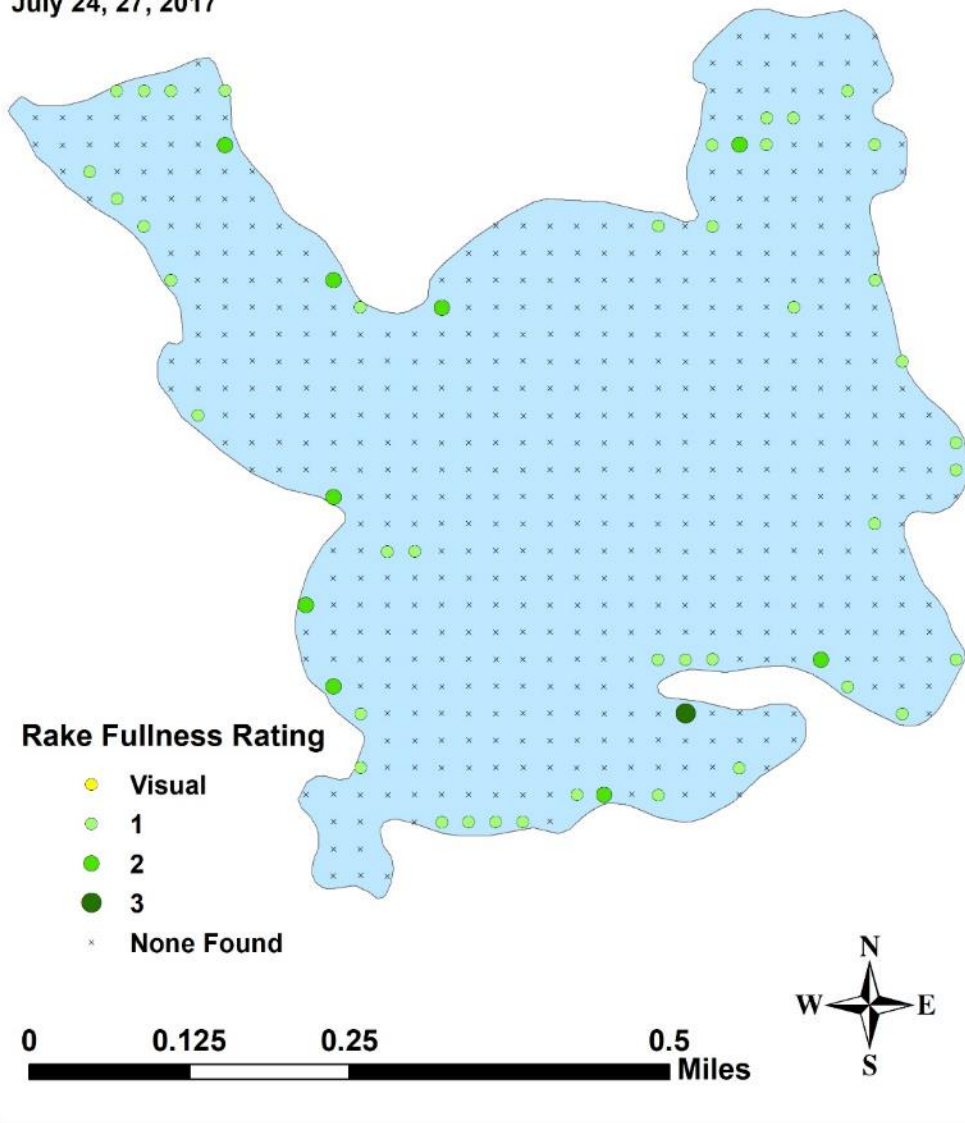 July 24, 27, 2017
Rake Fullness Rating
Visual
1
2
3
None Found
N
W E
S
0 0.125 0.25 0.5
Miles